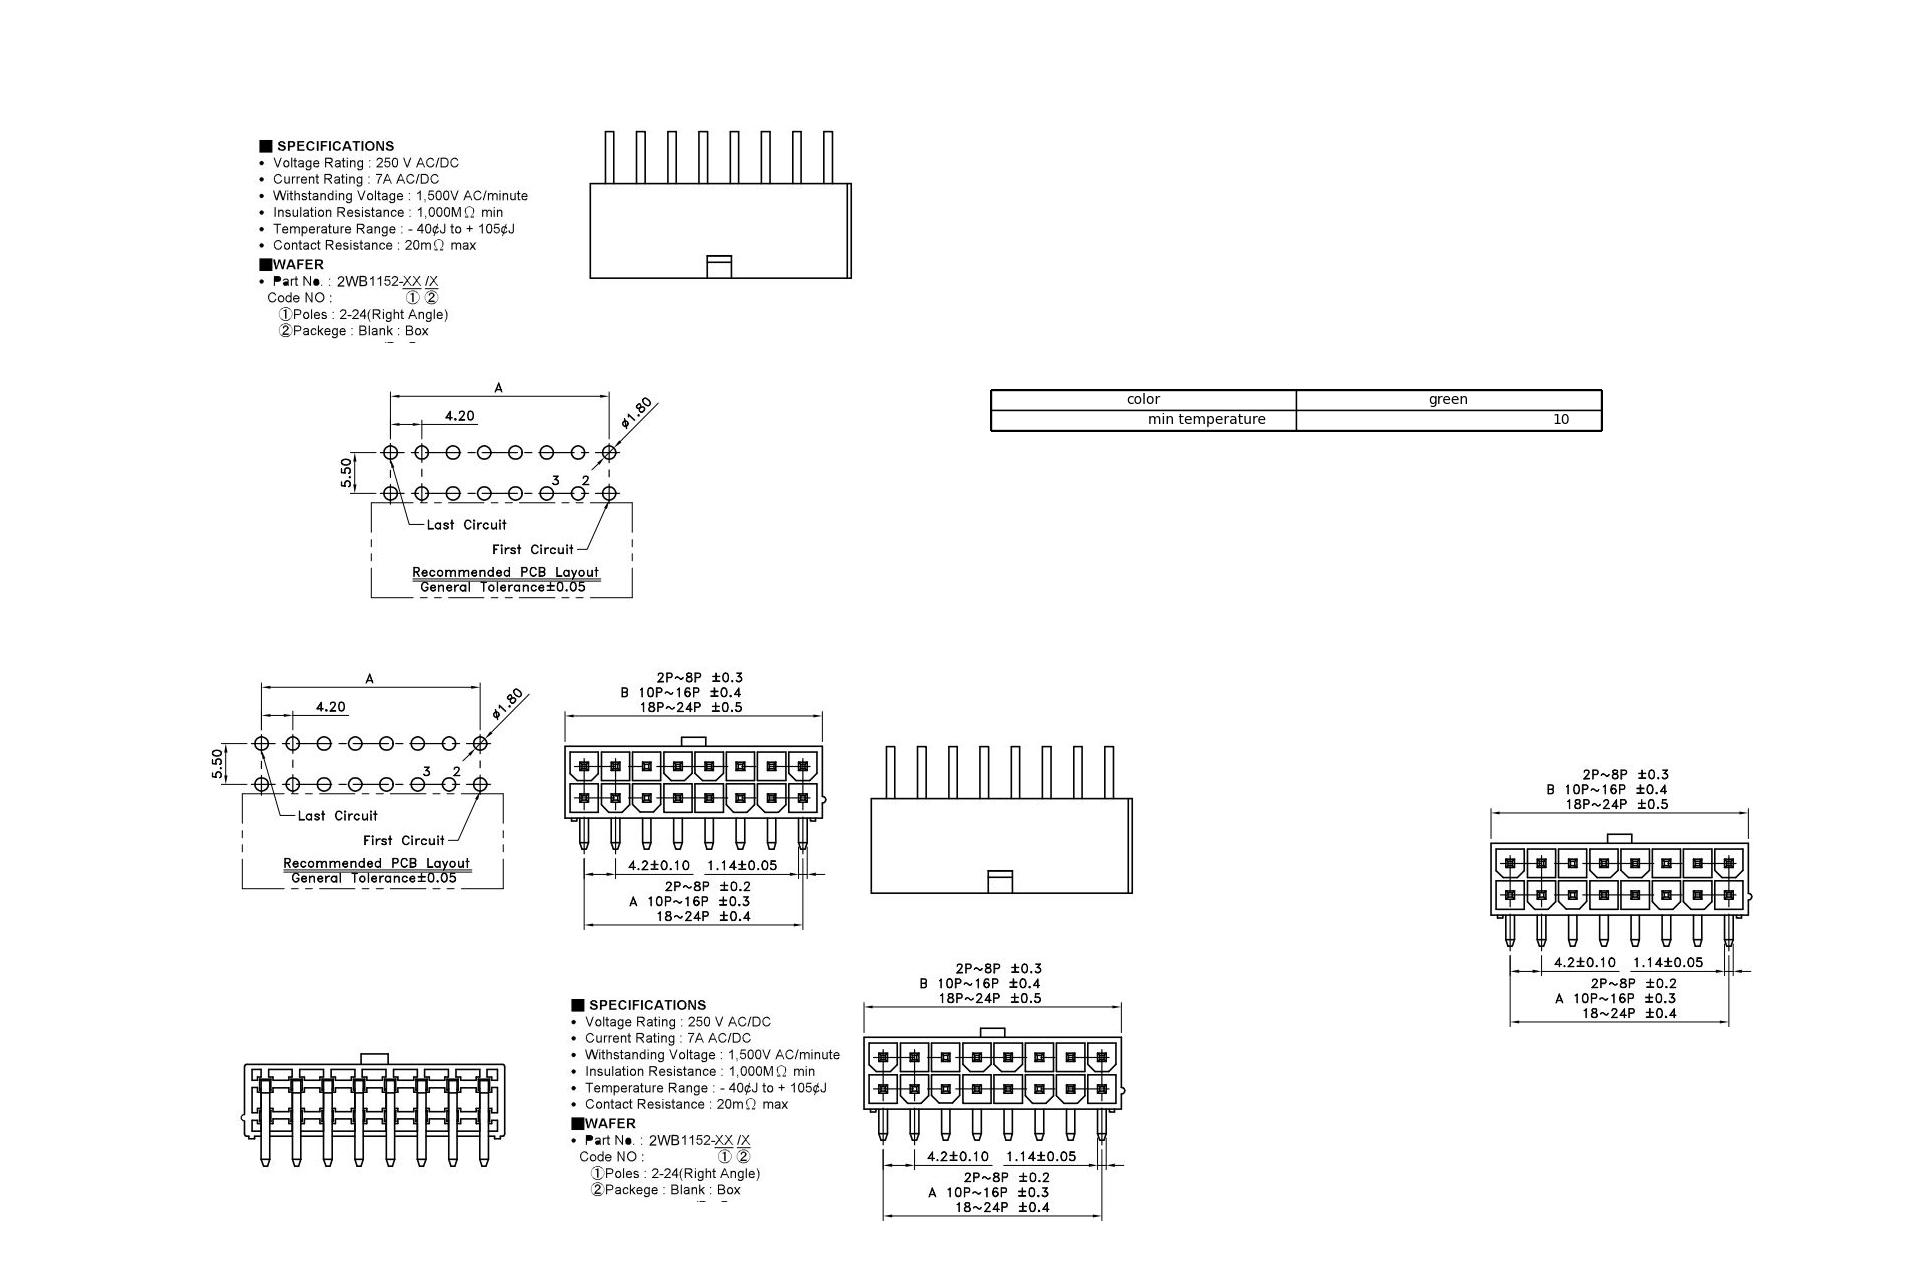 ■ SPECIFICATIONS
• Voltage Rating : 250 V AC/DC
• Current Rating : 7A AC/DC
• Withstanding Voltage : 1,500V AC/minute
• Insulation Resistance : 1,000MΩ min
• Temperature Range : - 40¢J to + 105¢J
• Contact Resistance : 20mΩ max
■WAFER
• Part No. : 2WB1152-XX /X
Code NO : ① ②
①Poles : 2-24(Right Angle)
②Packege : Blank : Box
A
4.20
ø1.80
5.50
3 2
Last Circuit
First Circuit
Recommended PCB Layout
General Tolerance±0.05
color green
min temperature 10
A
4.20
ø1.80
5.50
3 2
Last Circuit
First Circuit
Recommended PCB Layout
General Tolerance±0.05
2P~8P ±0.3
B 10P~16P ±0.4
18P~24P ±0.5
4.2±0.10 1.14±0.05
2P~8P ±0.2
A 10P~16P ±0.3
18~24P ±0.4
2P~8P ±0.3
B 10P~16P ±0.4
18P~24P ±0.5
4.2±0.10 1.14±0.05
2P~8P ±0.2
A 10P~16P ±0.3
18~24P ±0.4
■ SPECIFICATIONS
• Voltage Rating : 250 V AC/DC
• Current Rating : 7A AC/DC
• Withstanding Voltage : 1,500V AC/minute
• Insulation Resistance : 1,000MΩ min
• Temperature Range : - 40¢J to + 105¢J
• Contact Resistance : 20mΩ max
■WAFER
• Part No. : 2WB1152-XX /X
Code NO : ① ②
①Poles : 2-24(Right Angle)
②Packege : Blank : Box
2P~8P ±0.3
B 10P~16P ±0.4
18P~24P ±0.5
4.2±0.10 1.14±0.05
2P~8P ±0.2
A 10P~16P ±0.3
18~24P ±0.4